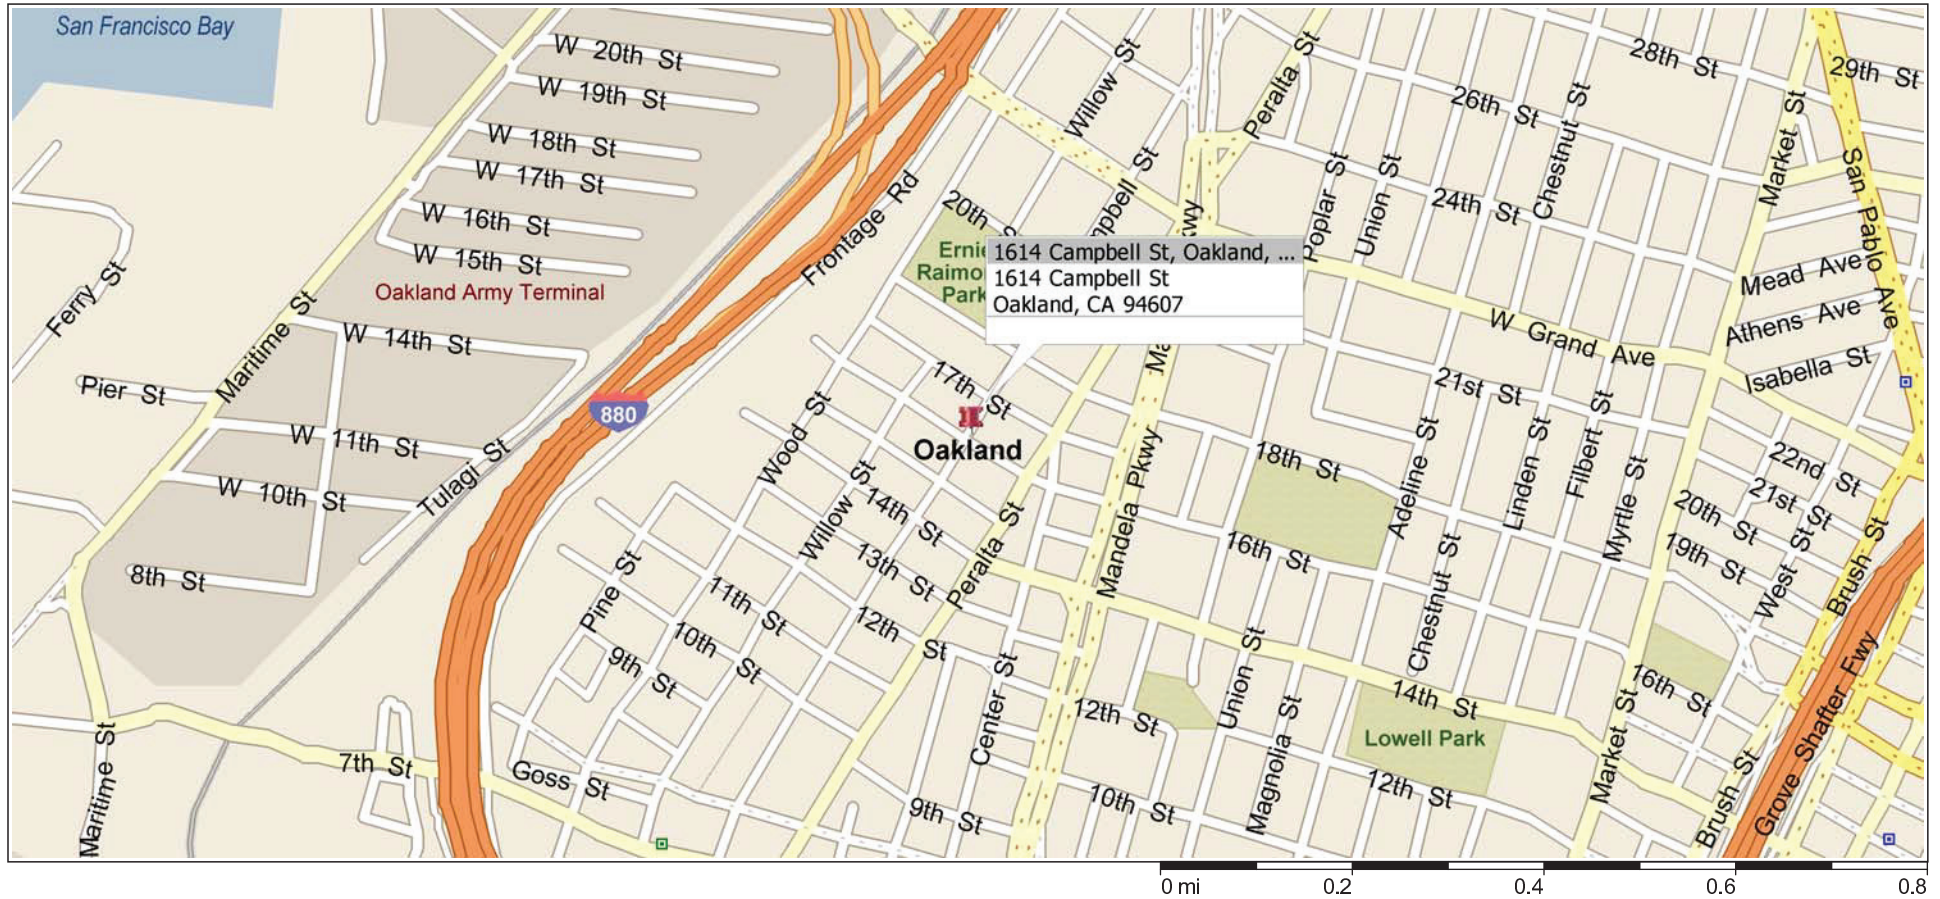 San Francisco Bay
W 20th St
W 19th St
W 18th St
W 17th St
W 16th St
W 15th St
Oakland Army Terminal
W 14th St
Ferry St
Maritime St
Pier St
W 11th St
W 10th St
Tulagi St
8th St
Maritime St
7th St
880
Frontage Rd
Willow St
Peralta St
28th St
29th St
26th St
Chestnut St
Market St
San Pablo Ave
Poplar St
Union St
24th St
20th
Ernie
Raimo
Park
mpbell St
wy
1614 Campbell St, Oakland, ...
1614 Campbell St
Oakland, CA 94607
Ma
Mead Ave
Athens Ave
Isabella St
W Grand Ave
17th St
Oakland
21st St
Wood St
Willow St
14th St
13th St
Peralta St
Mandela Pkwy
18th St
Adeline St
Linden St
Filbert St
Myrtle St
22nd St
21st St
20th St
19th St
West St
Brush St
16th St
Chestnut St
Pine St
11th St
12th St
10th St
9th St
Center St
12th St
Union St
Magnolia St
14th St
Lowell Park
16th St
Market St
Brush St
Grove Shafter Fwy
Goss St
9th St
10th St
12th St
0 mi 0.2 0.4 0.6 0.8